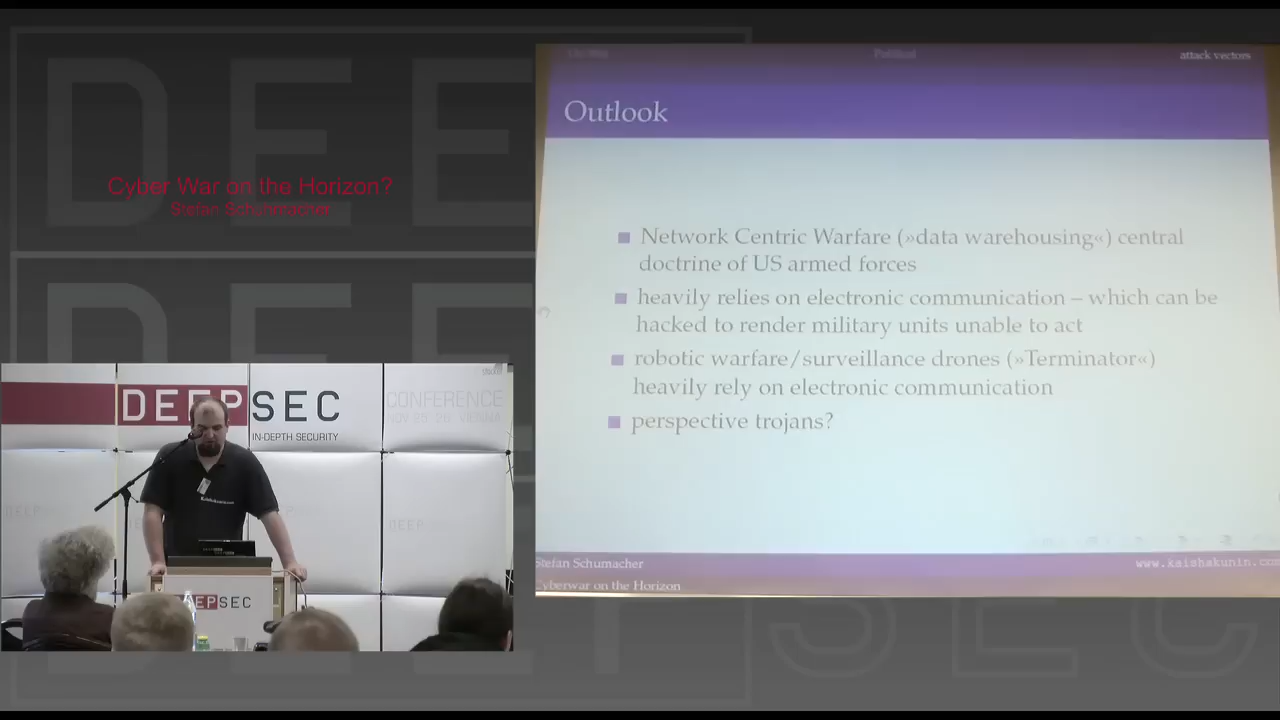 Cyber War on the Horizon?
Stefan Schuhmacher
Political
attack vectors
Outlook
Network Centric Warfare (»data warehousing«) central
doctrine of US armed forces
heavily relies on electronic communication – which can be
hacked to render military units unable to act
robotic warfare/surveillance drones (»Terminator«)
heavily rely on electronic communication
perspective trojans?
Stefan Schumacher
www.kaishakunin.com
Cyberwar on the Horizon
DEEPSEC
IN-DEPTH SECURITY
CONFERENCE
DEEPSEC